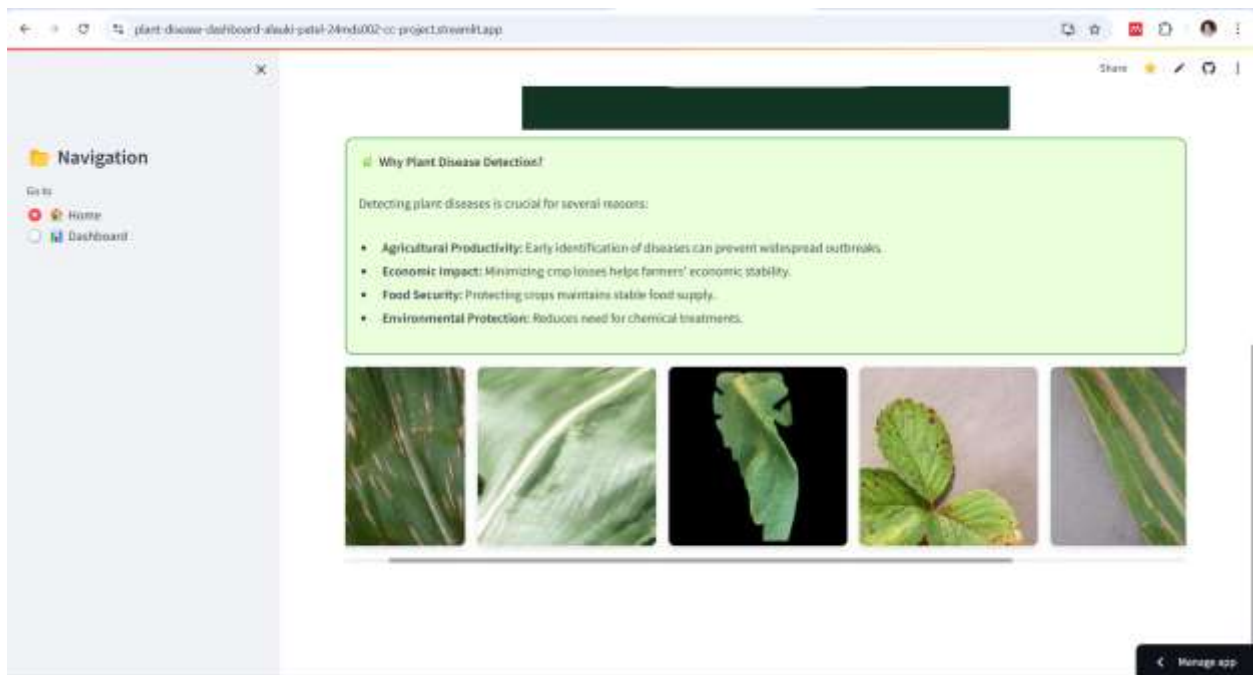 plant-disease-dashboard-alauki-patel-24mds002-cc-project.streamlit.app
Share
Navigation
Go to
Home
Dashboard
Why Plant Disease Detection?
Detecting plant diseases is crucial for several reasons:
Agricultural Productivity: Early identification of diseases can prevent widespread outbreaks.
Economic Impact: Minimizing crop losses helps farmers' economic stability.
Food Security: Protecting crops maintains stable food supply.
Environmental Protection: Reduces need for chemical treatments.
Manage app